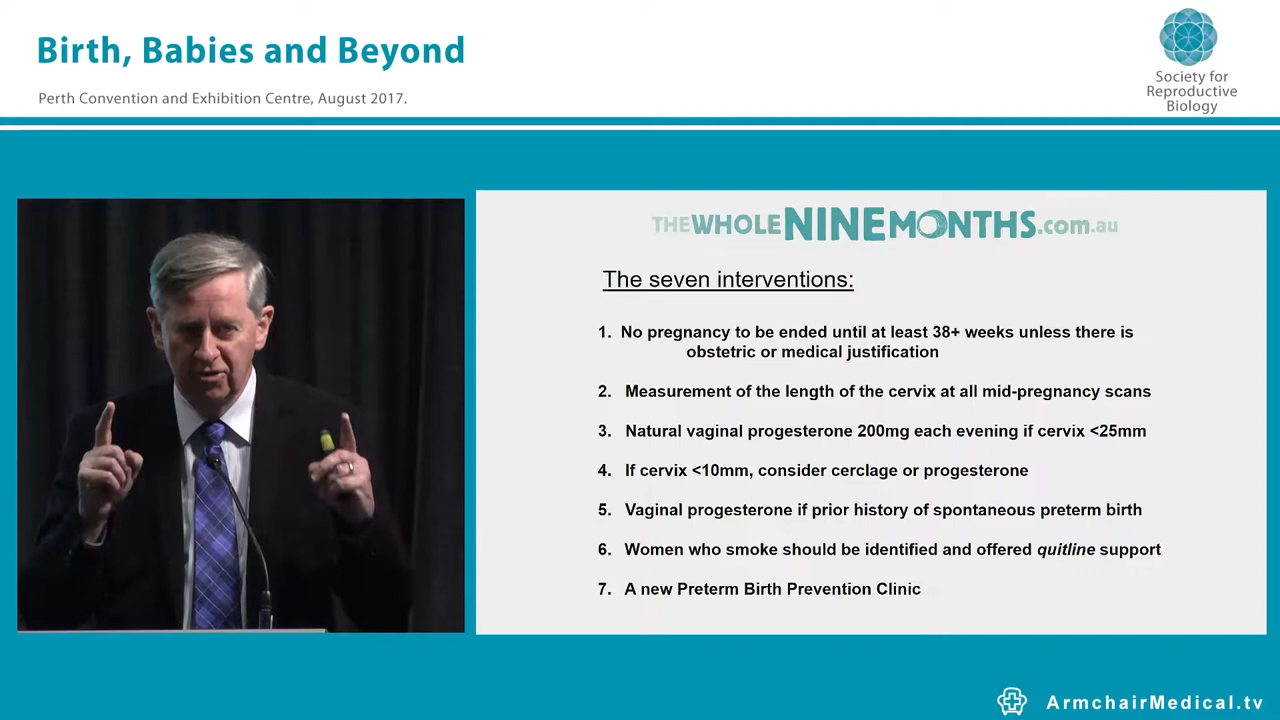 Birth, Babies and Beyond
Perth Convention and Exhibition Centre, August 2017.
Society for
Reproductive
Biology
THEWHOLENINEMONTHS.com.au
The seven interventions:
1. No pregnancy to be ended until at least 38+ weeks unless there is
obstetric or medical justification
2. Measurement of the length of the cervix at all mid-pregnancy scans
3. Natural vaginal progesterone 200mg each evening if cervix <25mm
4. If cervix <10mm, consider cerclage or progesterone
5. Vaginal progesterone if prior history of spontaneous preterm birth
6. Women who smoke should be identified and offered quitline support
7. A new Preterm Birth Prevention Clinic
ArmchairMedical.tv